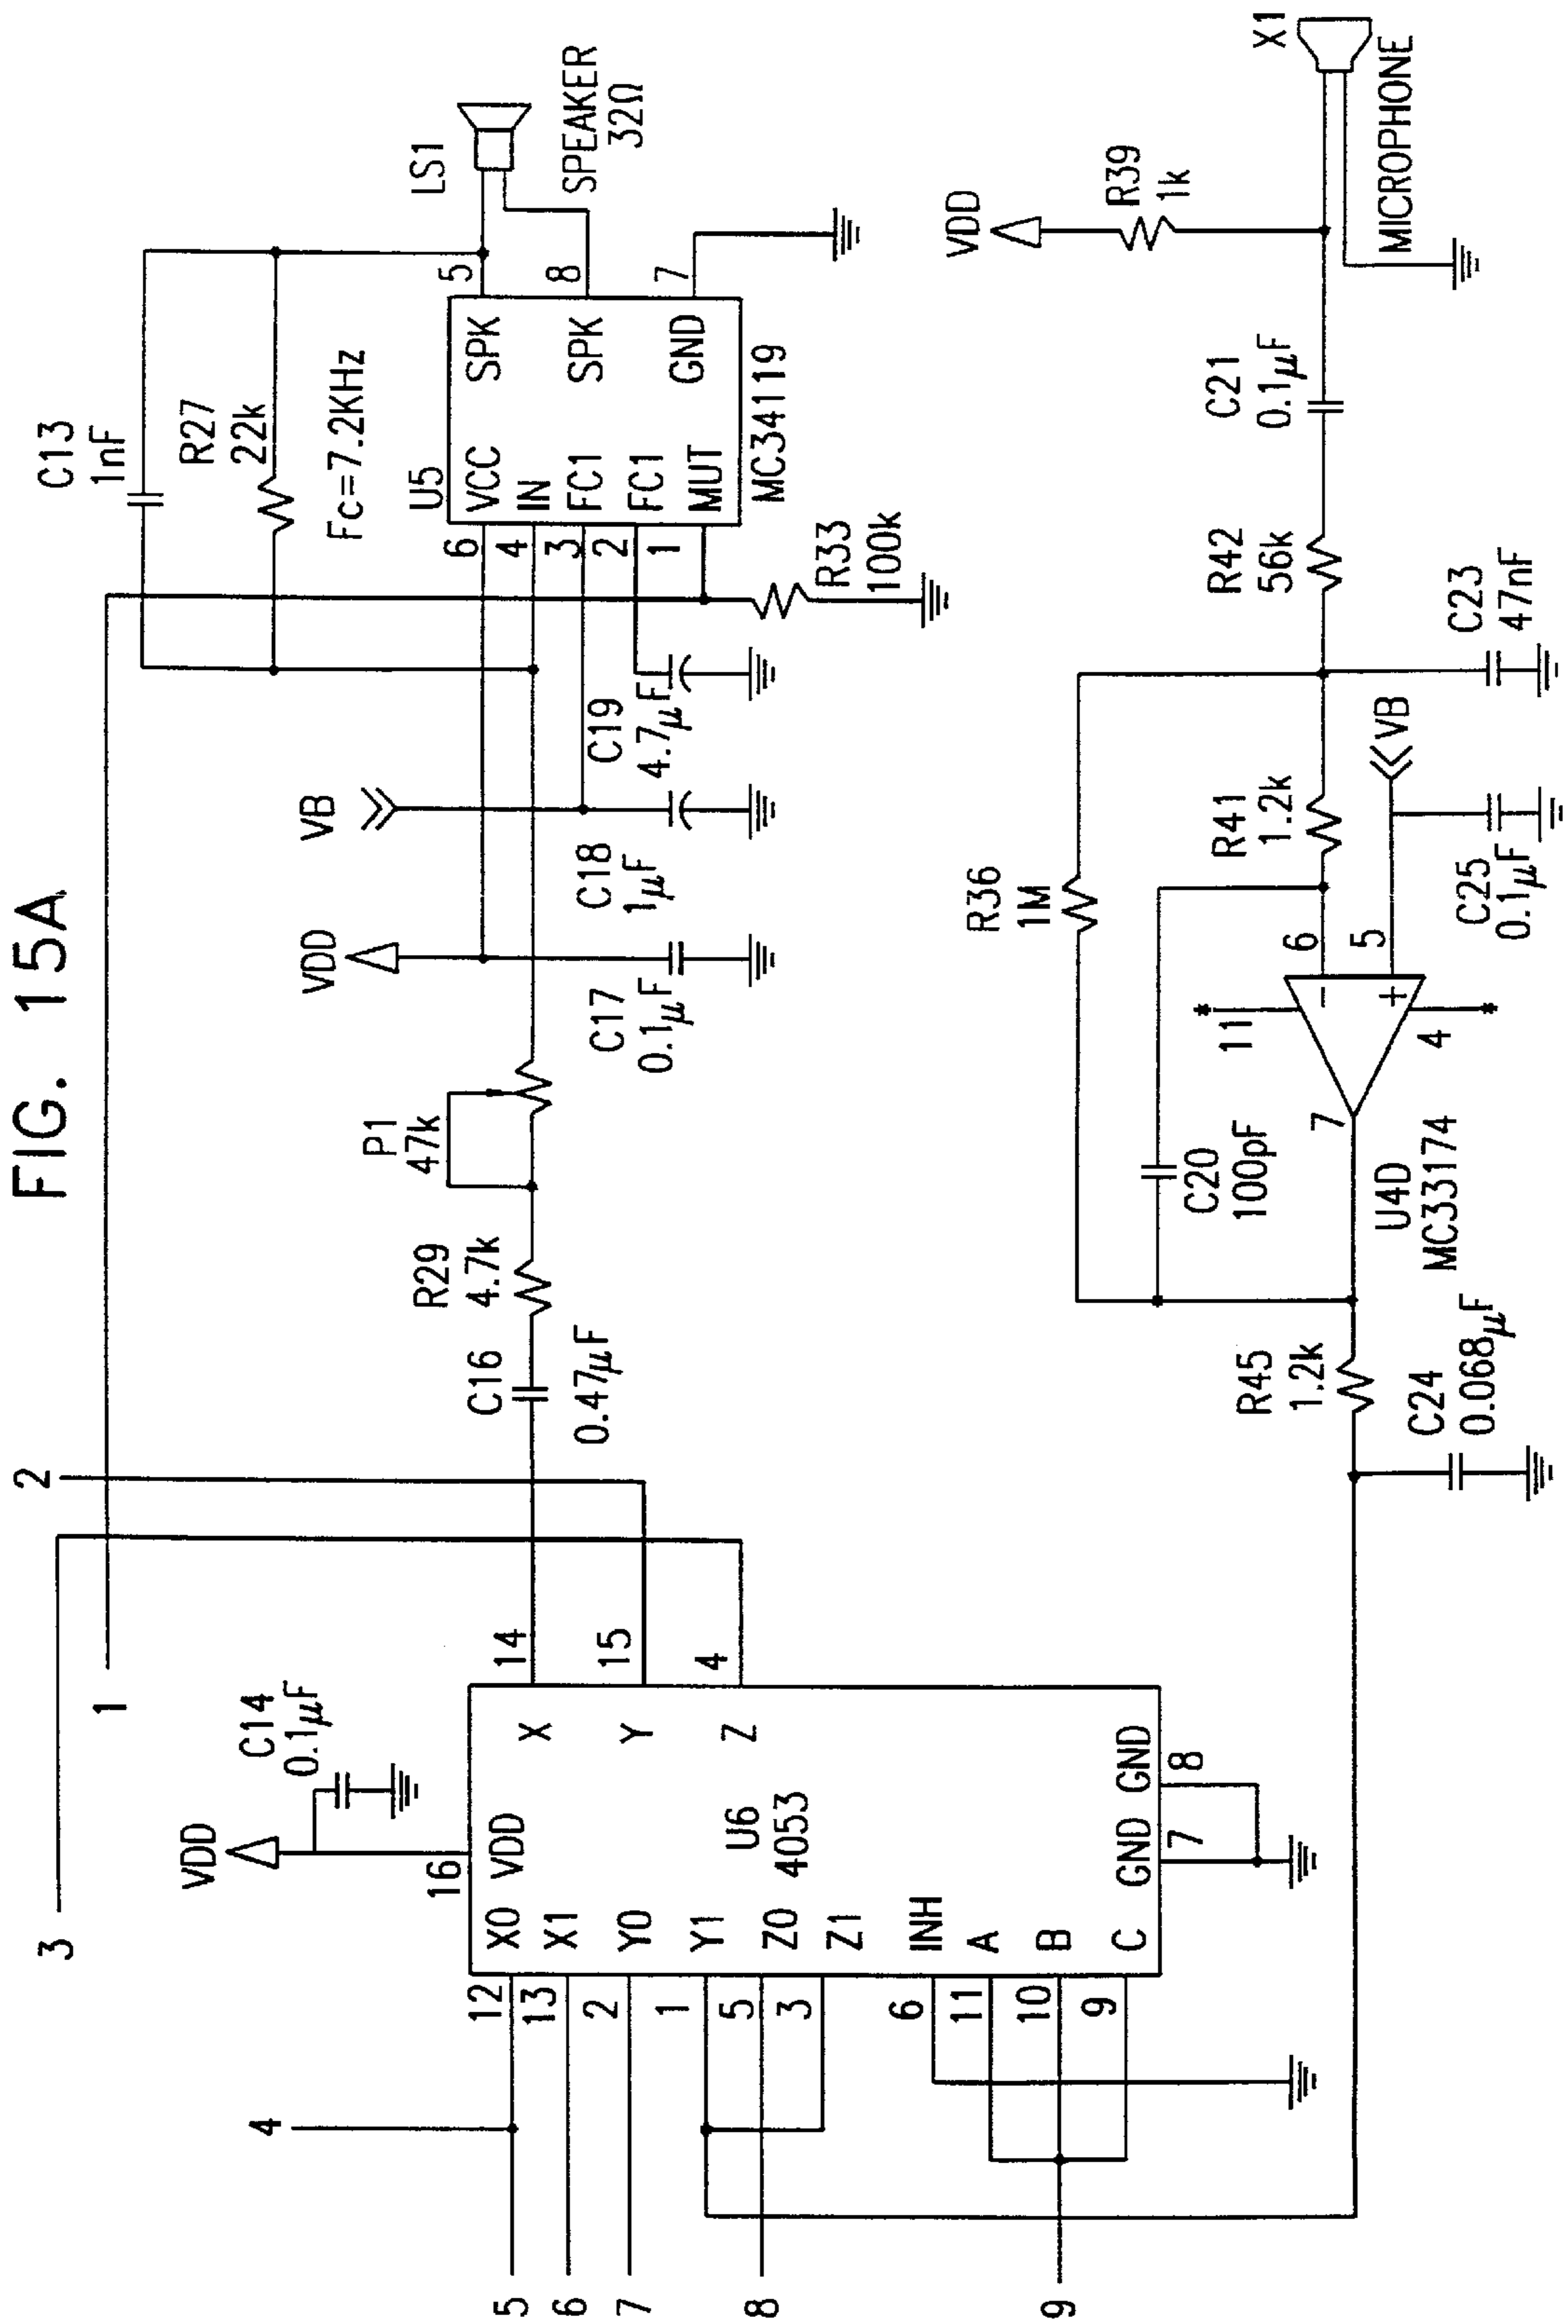 FIG. 15A
3
1
2
VDD
C14
0.1μF
4
5
6
7
8
9
12
13
2
1
5
3
6
11
10
9
16
VDD
X0
X1
Y0
Y1
Z0
Z1
INH
A
B
C
U6
4053
X
Y
Z
GND
GND
7
8
14
15
4
C16
0.47μF
R29
4.7k
P1
47k
VDD
C17
0.1μF
VB
C18
1μF
C19
4.7μF
C13
1nF
R27
22k
Fc=7.2KHz
U5
6
4
3
2
1
VCC
IN
FC1
FC1
MUT
SPK
SPK
GND
5
8
7
MC34119
R33
100k
LS1
SPEAKER
32Ω
R45
1.2k
C24
0.068μF
R36
1M
C20
100pF
U4D
MC33174
7
11
4
6
5
-
+
*
*
R41
1.2k
VB
C25
0.1μF
C23
47nF
R42
56k
C21
0.1μF
VDD
R39
1k
X1
MICROPHONE